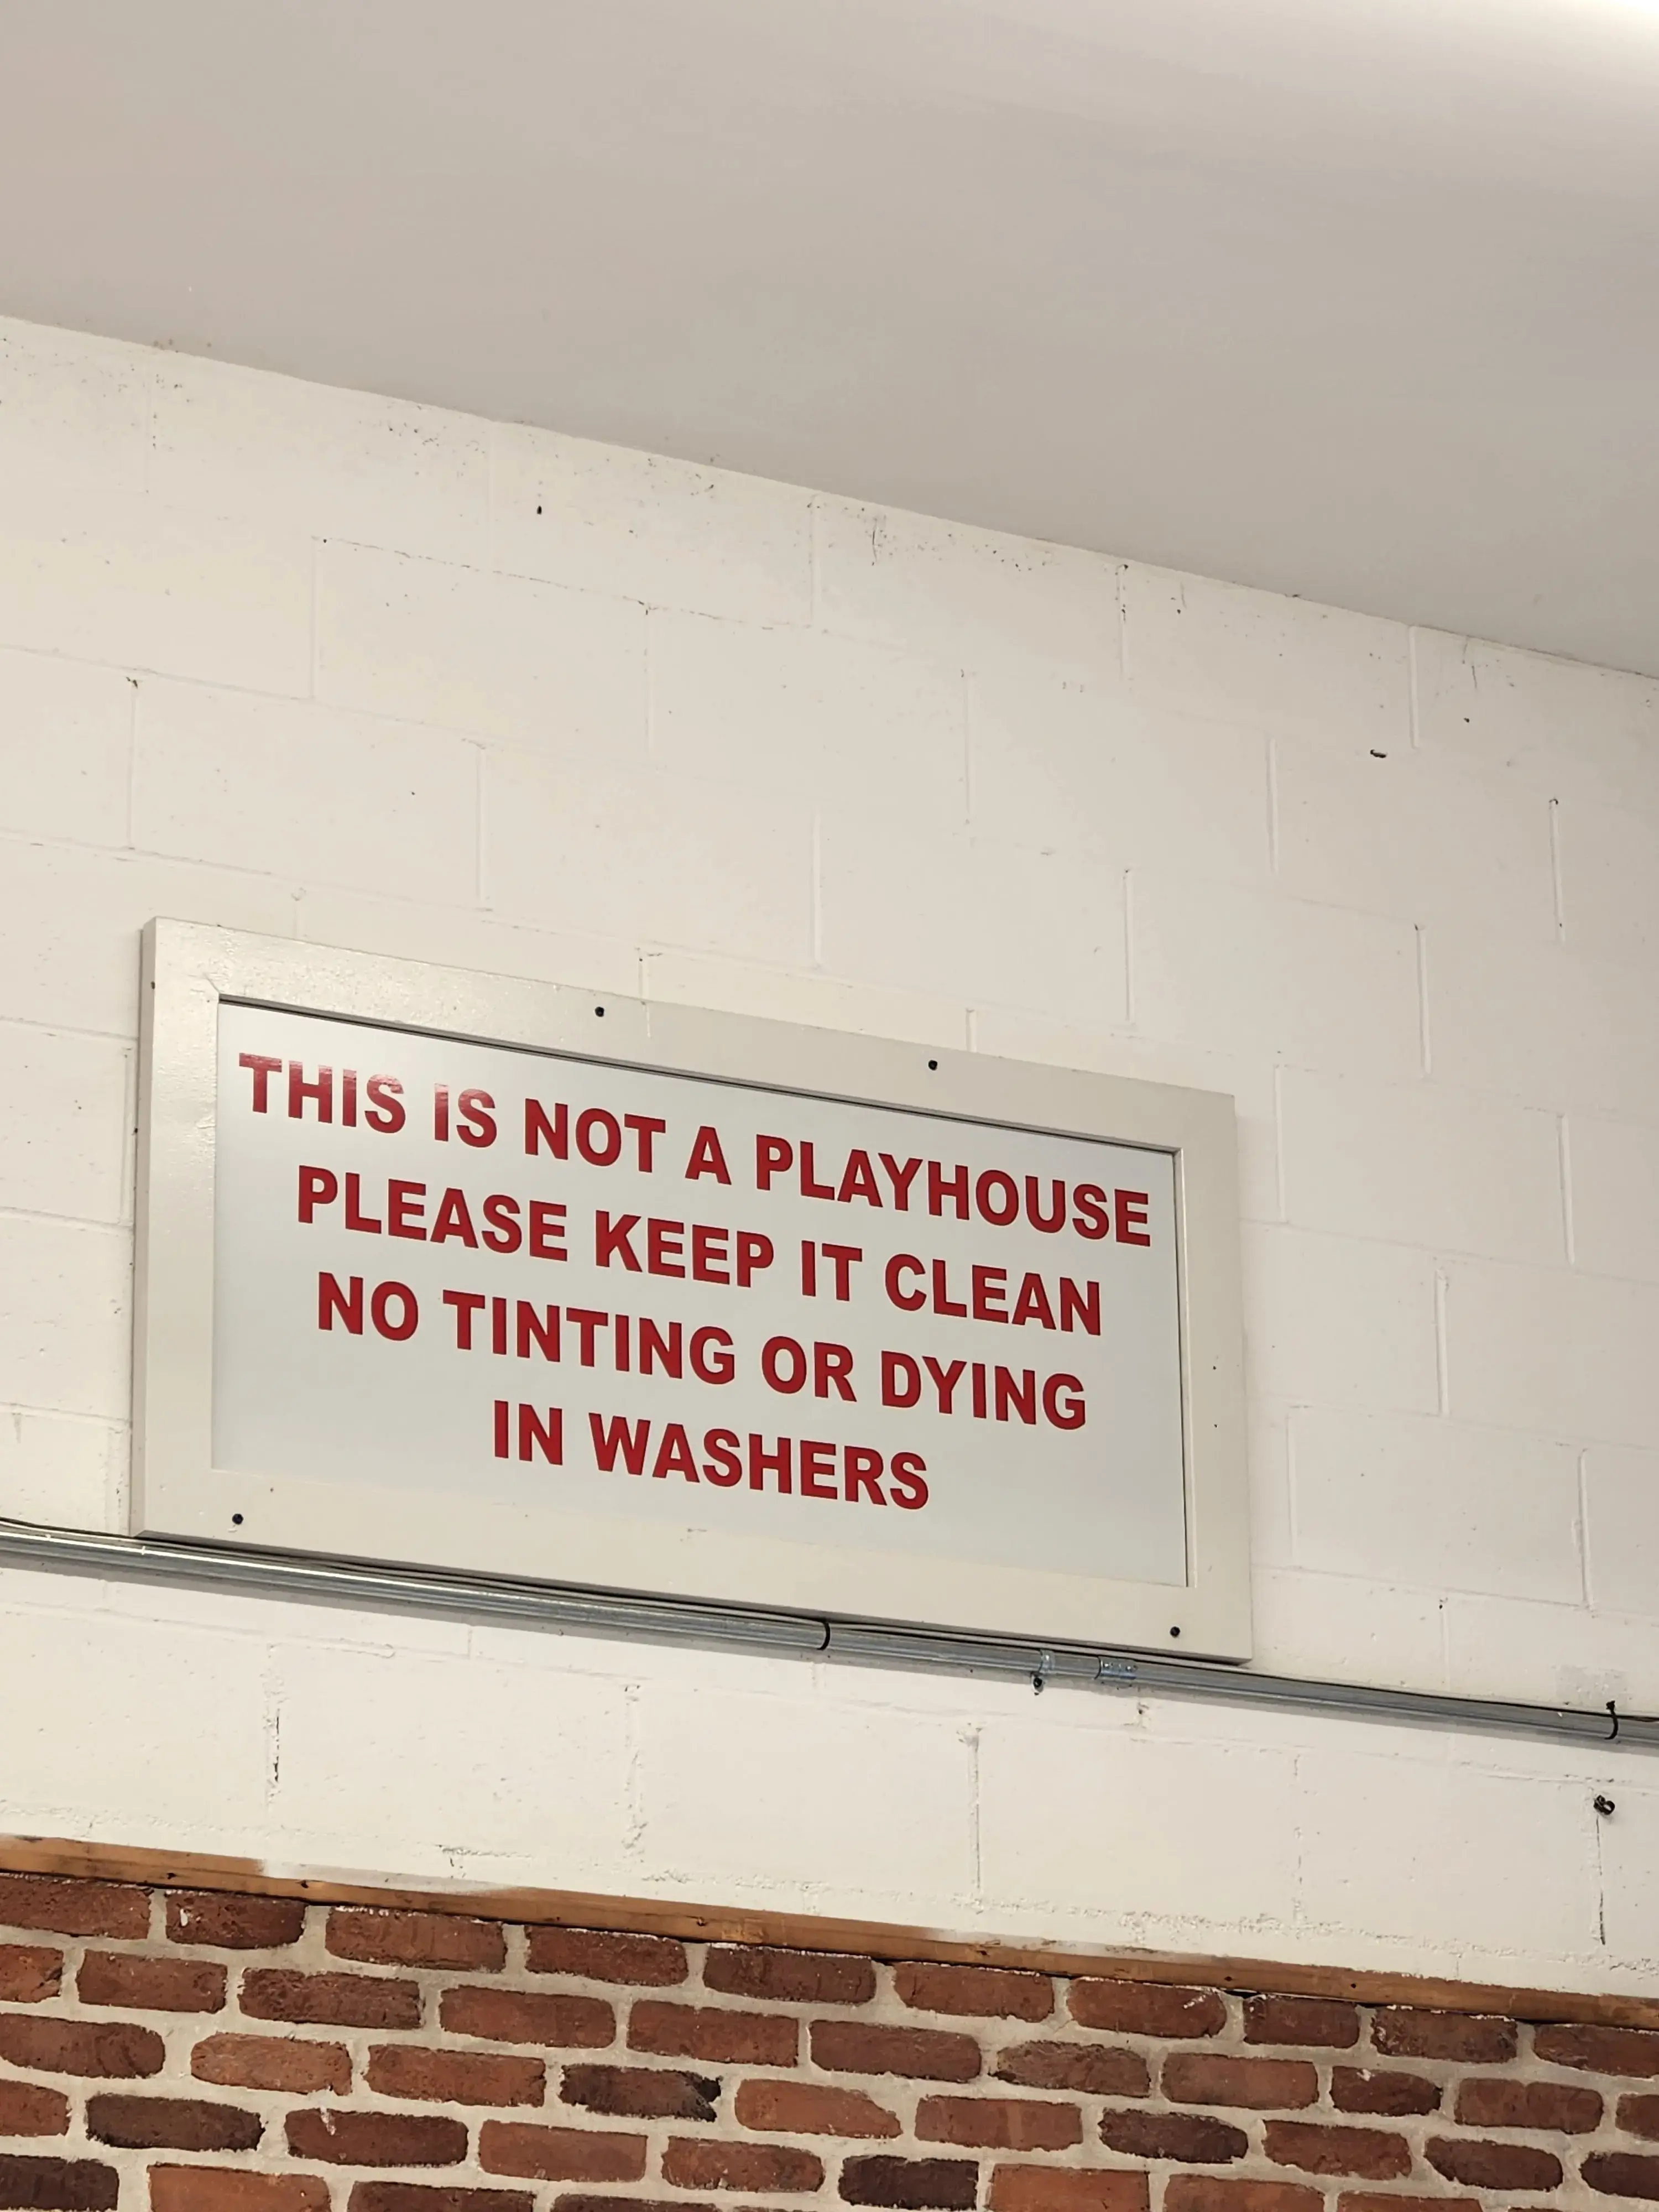 THIS IS NOT A PLAYHOUSE
PLEASE KEEP IT CLEAN
NO TINTING OR DYING
IN WASHERS